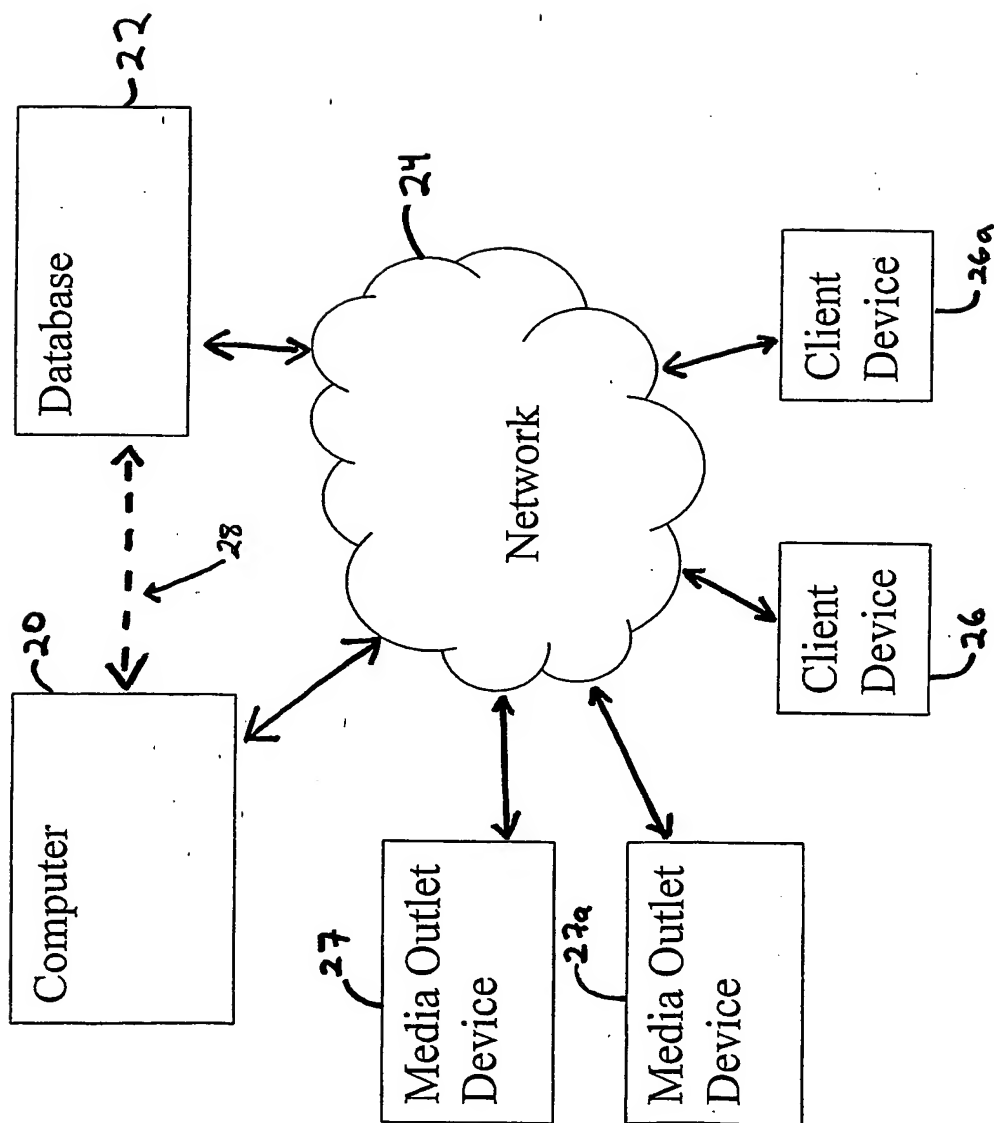 20
Computer
28
22
Database
24
Network
27
Media Outlet
Device
27a
Media Outlet
Device
Client
Device
26
Client
Device
26a